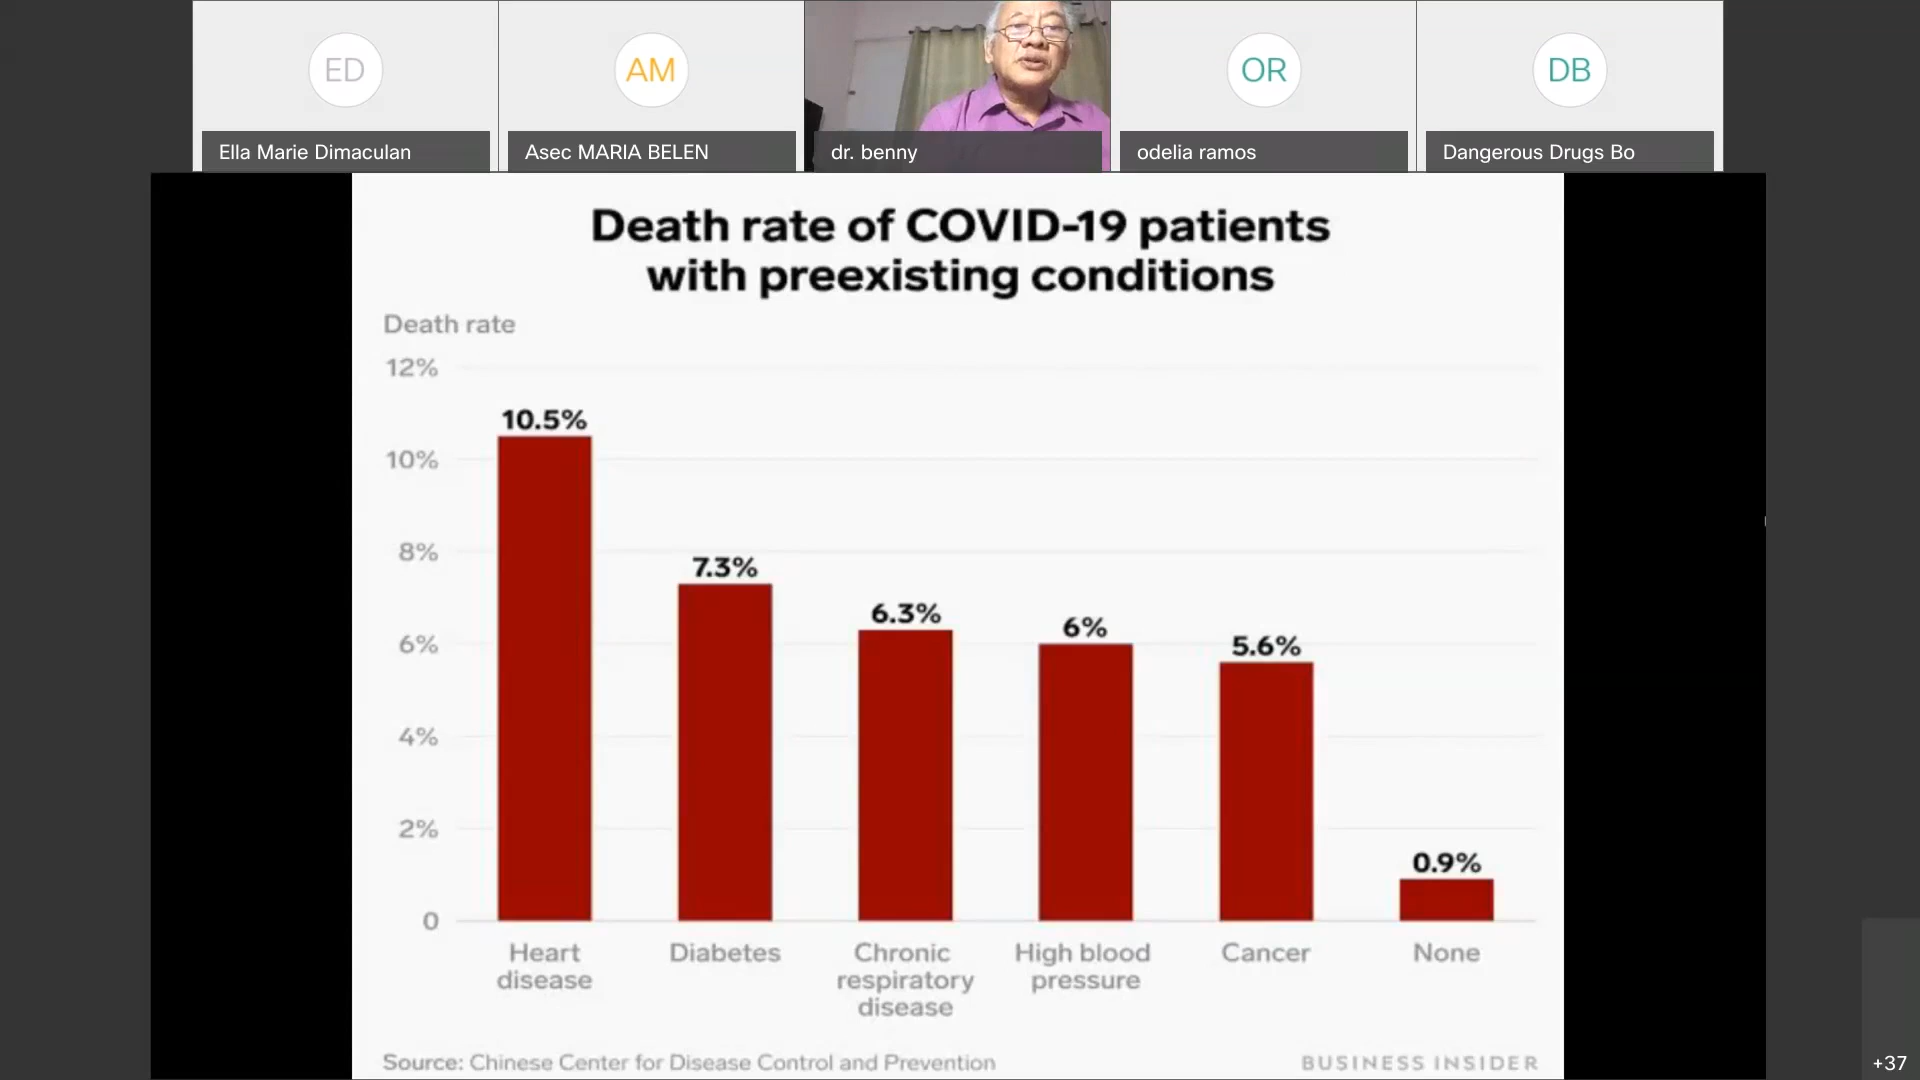 ED
AM
OR
DB
Ella Marie Dimaculan
Asec MARIA BELEN
dr. benny
odelia ramos
Dangerous Drugs Bo
Death rate of COVID-19 patients
with preexisting conditions
Death rate
12%
10%
8%
6%
4%
2%
0
10.5%
7.3%
6.3%
6%
5.6%
0.9%
Heart
disease
Diabetes
Chronic
respiratory
disease
High blood
pressure
Cancer
None
Source: Chinese Center for Disease Control and Prevention
BUSINESS INSIDER
+37